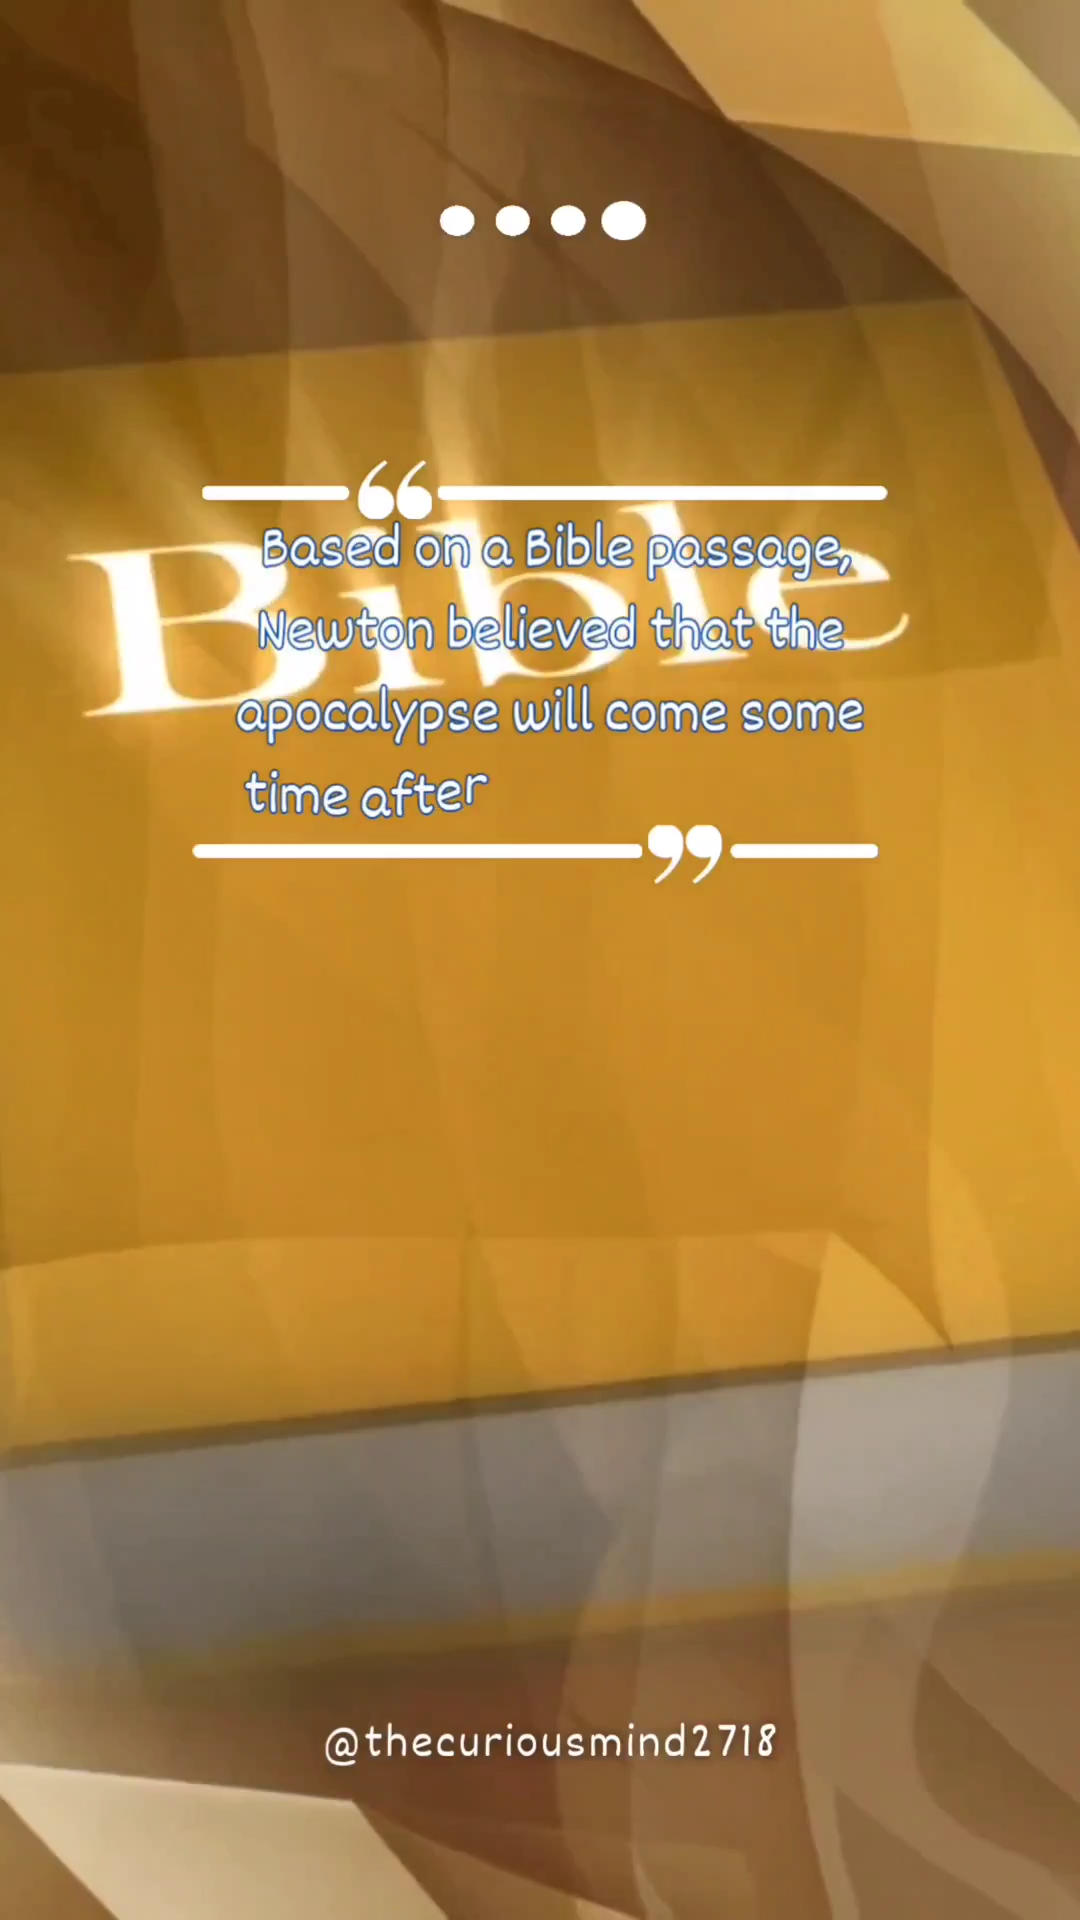 Bible
Based on a Bible passage,
Newton believed that the
apocalypse will come some
time after
@thecuriousmind2718